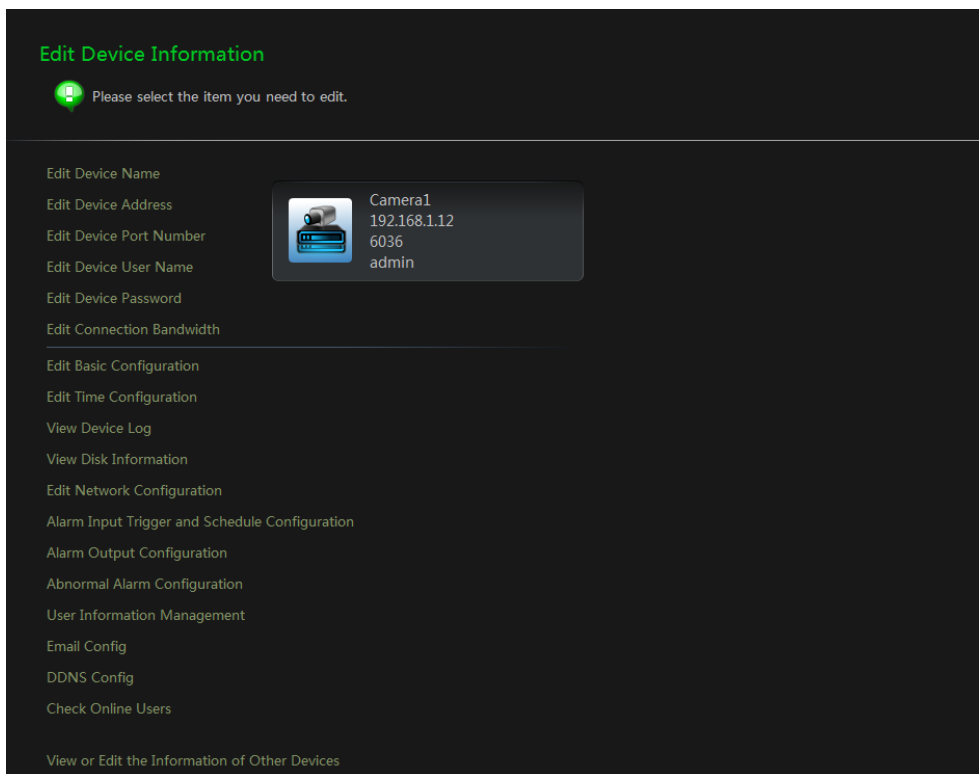 Edit Device Information
Please select the item you need to edit.
Edit Device Name
Edit Device Address
Edit Device Port Number
Edit Device User Name
Edit Device Password
Edit Connection Bandwidth
Camera1
192.168.1.12
6036
admin
Edit Basic Configuration
Edit Time Configuration
View Device Log
View Disk Information
Edit Network Configuration
Alarm Input Trigger and Schedule Configuration
Alarm Output Configuration
Abnormal Alarm Configuration
User Information Management
Email Config
DDNS Config
Check Online Users
View or Edit the Information of Other Devices